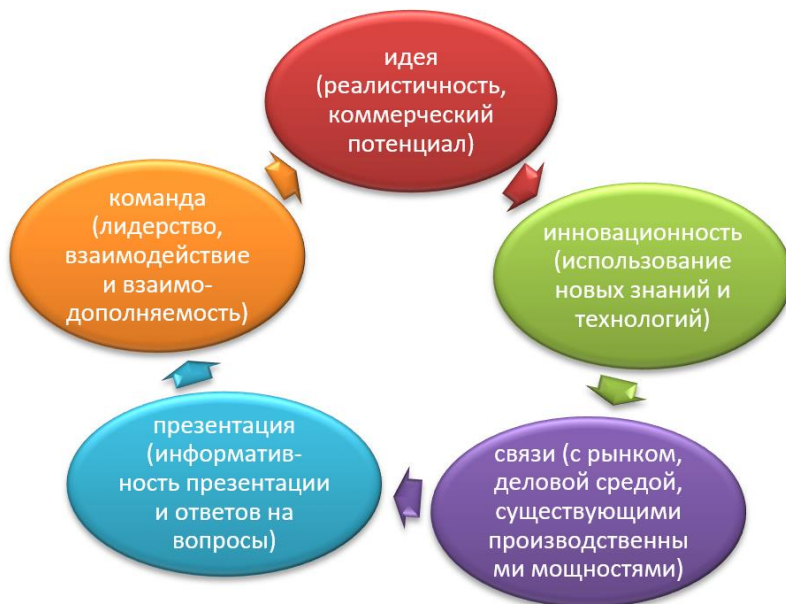 идея
(реалистичность,
коммерческий
потенциал)
инновационность
(использование
новых знаний и
технологий)
связи (с рынком,
деловой средой,
существующими
производственны
ми мощностями)
презентация
(информатив-
ность презентации
и ответов на
вопросы)
команда
(лидерство,
взаимодействие
и взаимо-
дополняемость)